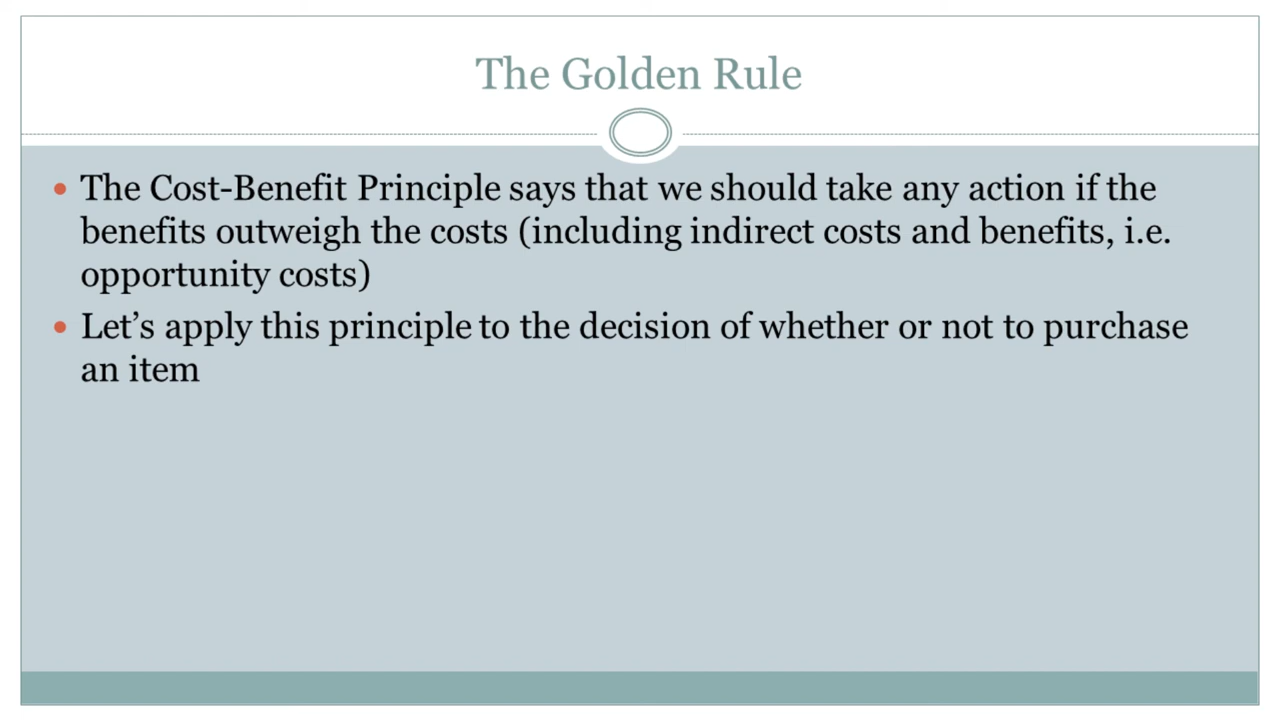 The Golden Rule
• The Cost-Benefit Principle says that we should take any action if the
benefits outweigh the costs (including indirect costs and benefits, i.e.
opportunity costs)
• Let’s apply this principle to the decision of whether or not to purchase
an item